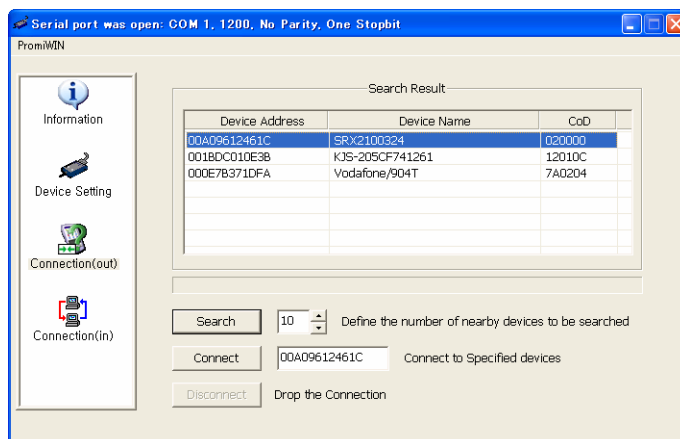 Serial port was open: COM 1, 1200, No Parity, One Stopbit
PromiWIN
Information
Device Setting
Connection(out)
Connection(in)
Search Result
Device Address Device Name CoD
00A09612461C SRX2100324 020000
001BDC010E3B KJS-205CF741261 12010C
000E7B371DFA Vodafone/904T 7A0204
Search 10 Define the number of nearby devices to be searched
Connect 00A09612461C Connect to Specified devices
Disconnect Drop the Connection